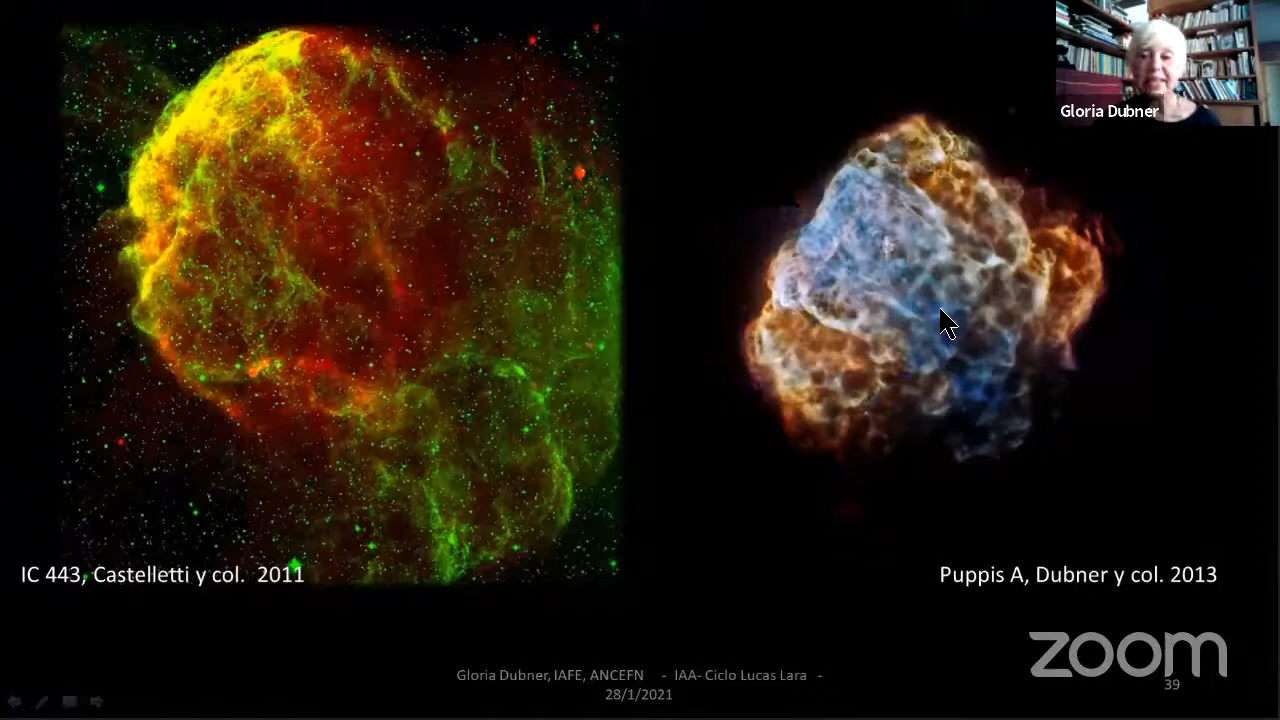 Gloria Dubner
IC 443, Castelletti y col.  2011
Puppis A, Dubner y col. 2013
zoom
Gloria Dubner, IAFE, ANCEFN    -  IAA- Ciclo Lucas Lara   -
28/1/2021
39